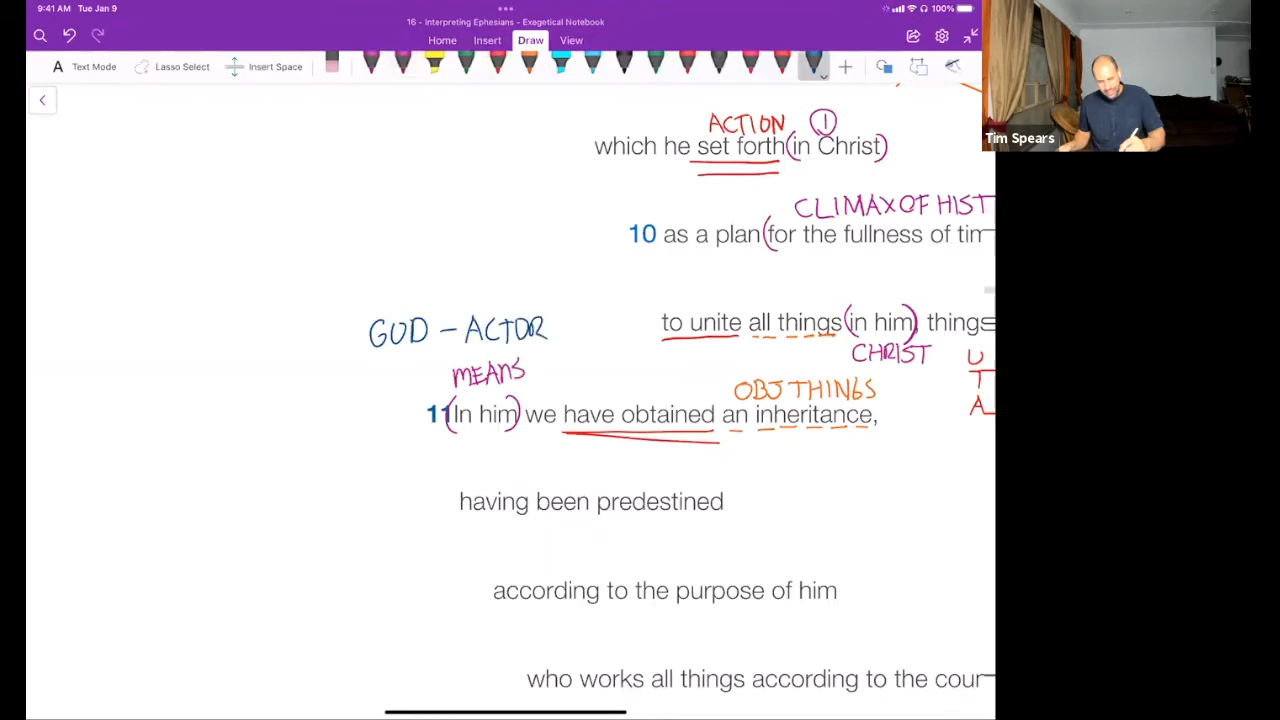 9:41 AM Tue Jan 9
100%
16 - Interpreting Ephesians - Exegetical Notebook
Home Insert Draw View
A Text Mode Lasso Select Insert Space
Tim Spears
ACTION 1
which he set forth (in Christ)
CLIMAX OF HIST
10 as a plan (for the fullness of tim
GOD - ACTOR
to unite all things (in him), things
CHRIST
U
T
A
MEANS
OBJ THINGS
11 (In him) we have obtained an inheritance,
having been predestined
according to the purpose of him
who works all things according to the cour